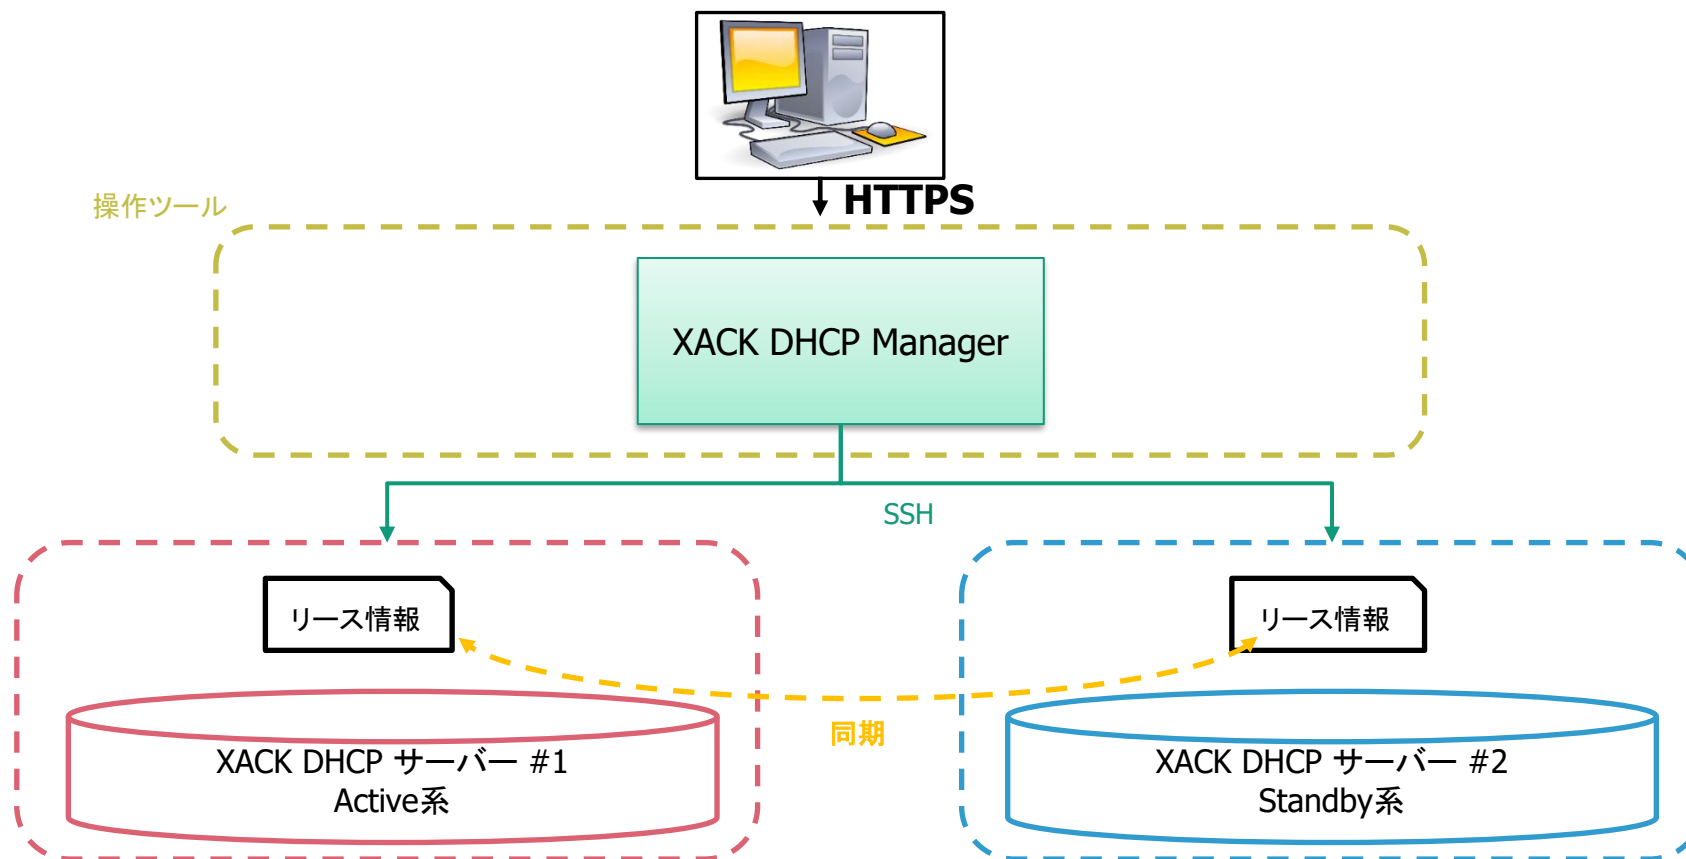 HTTPS
操作ツール
XACK DHCP Manager
SSH
リース情報
リース情報
同期
XACK DHCP サーバー #1
Active系
XACK DHCP サーバー #2
Standby系